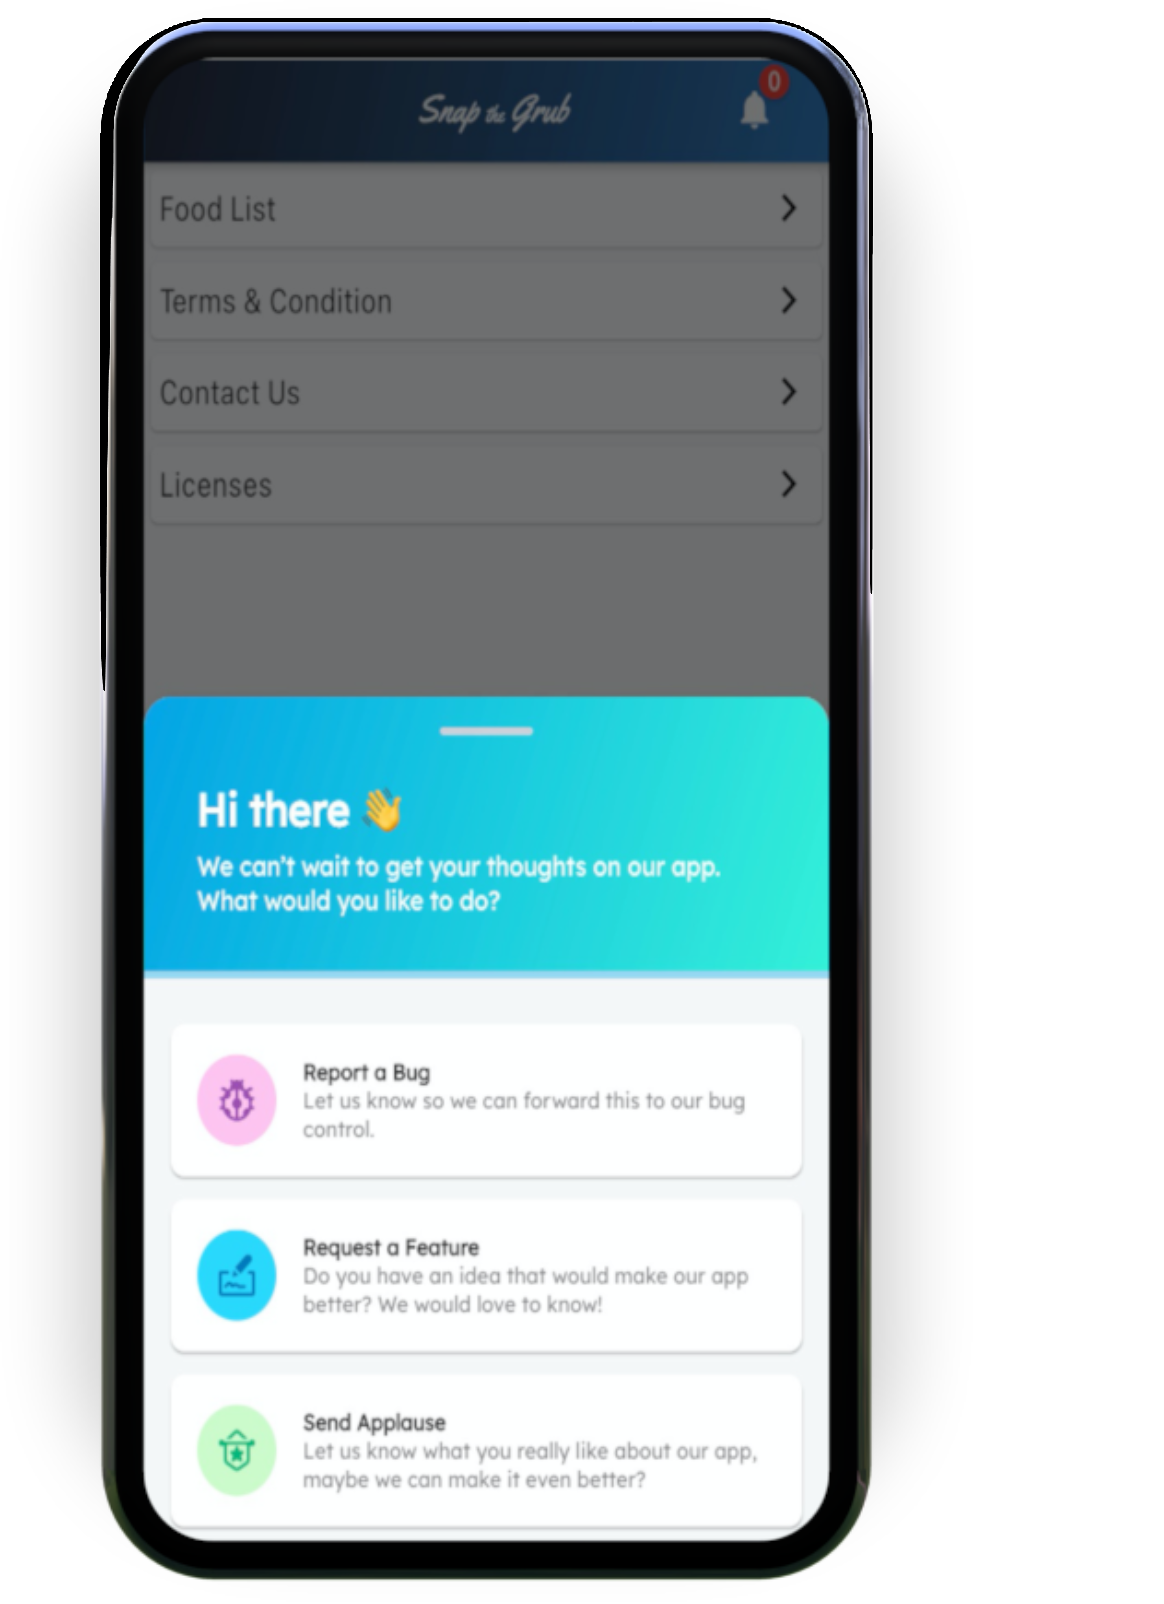 Snap the Grub
0
Food List
Terms & Condition
Contact Us
Licenses
Hi there 👋
We can't wait to get your thoughts on our app.
What would you like to do?
Report a Bug
Let us know so we can forward this to our bug
control.
Request a Feature
Do you have an idea that would make our app
better? We would love to know!
Send Applause
Let us know what you really like about our app,
maybe we can make it even better?